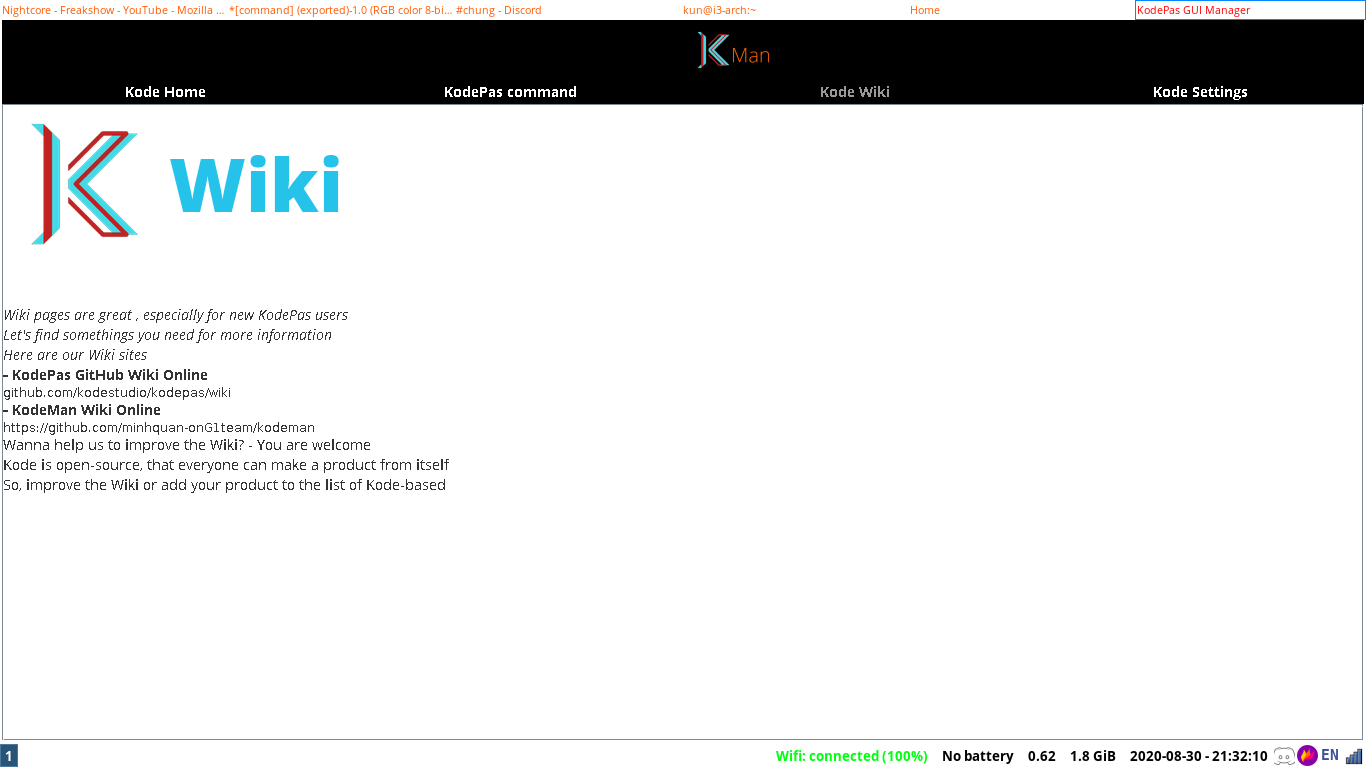 Nightcore - Freakshow - YouTube - Mozilla ... *[command] (exported)-1.0 (RGB color 8-bi... #chung - Discord kun@i3-arch:~ Home KodePas GUI Manager
K Man
Kode Home KodePas command Kode Wiki Kode Settings
K Wiki
Wiki pages are great , especially for new KodePas users
Let's find somethings you need for more information
Here are our Wiki sites
- KodePas GitHub Wiki Online
github.com/kodestudio/kodepas/wiki
- KodeMan Wiki Online
https://github.com/minhquan-onG1team/kodeman
Wanna help us to improve the Wiki? - You are welcome
Kode is open-source, that everyone can make a product from itself
So, improve the Wiki or add your product to the list of Kode-based
1 Wifi: connected (100%) No battery 0.62 1.8 GiB 2020-08-30 - 21:32:10 EN